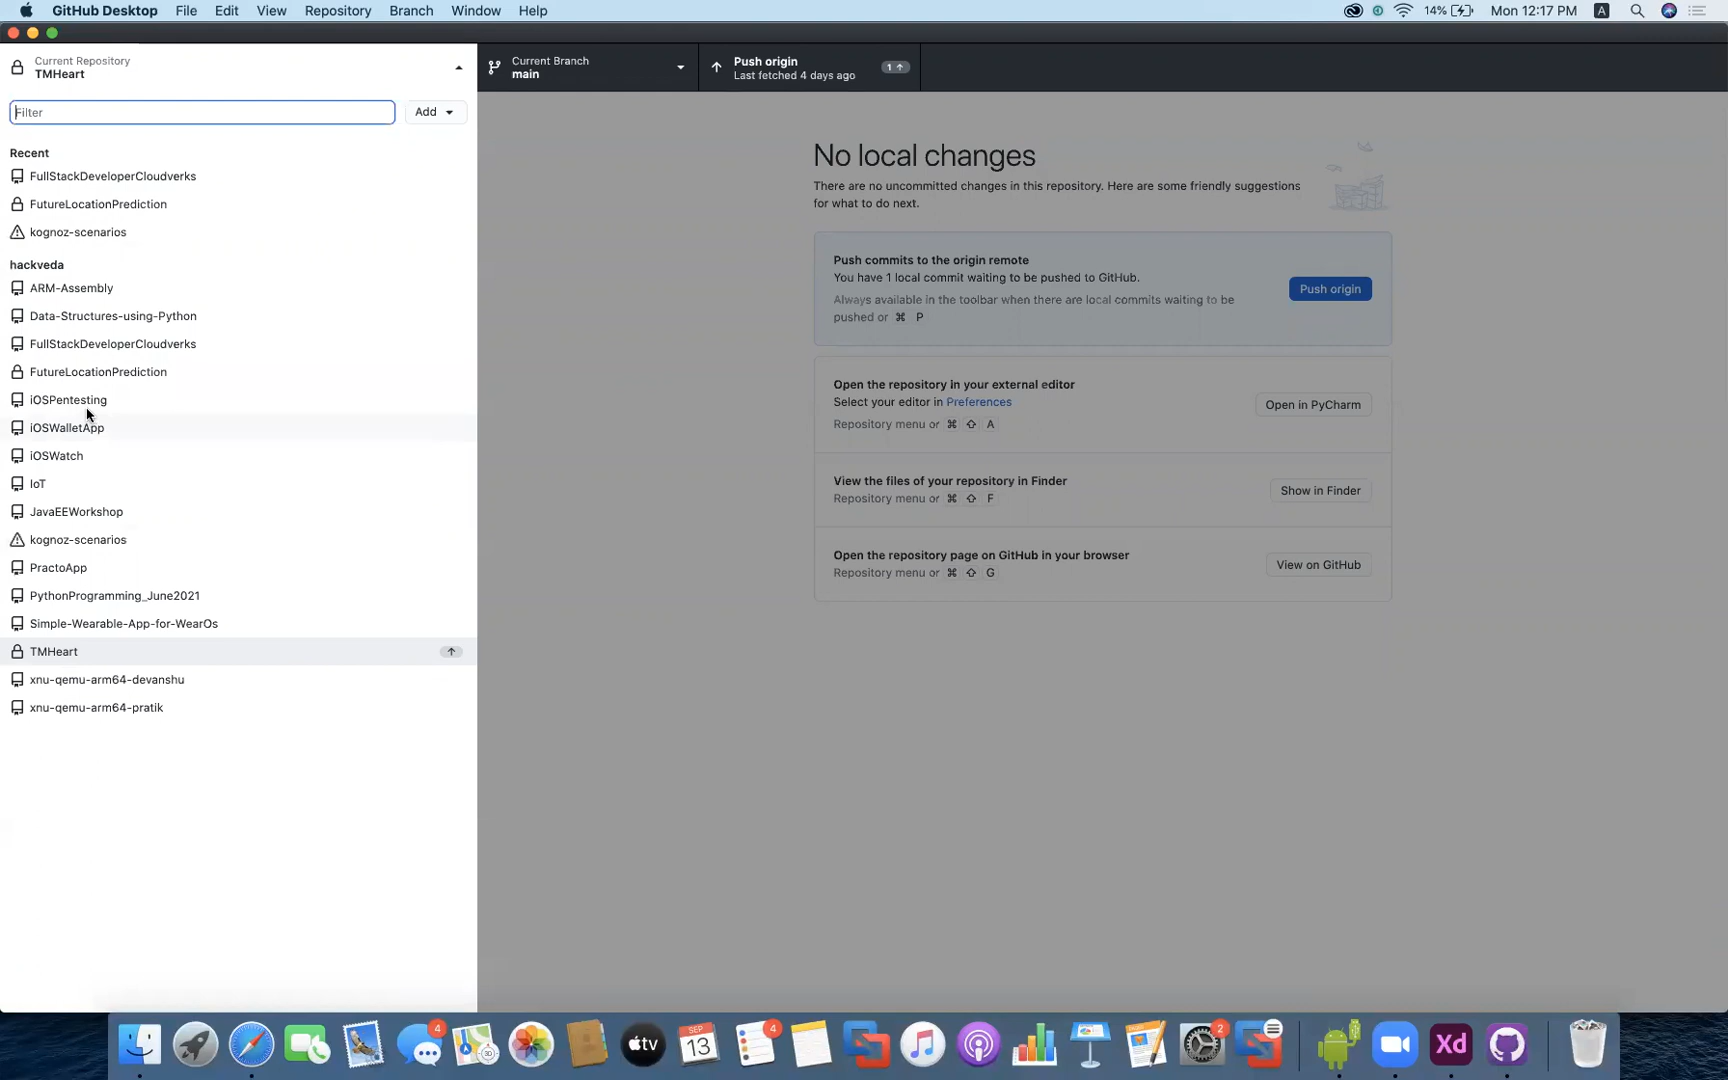 GitHub Desktop File Edit View Repository Branch Window Help
14% Mon 12:17 PM A
Current Repository
TMHeart
Current Branch
main
Push origin
Last fetched 4 days ago
1
Filter
Add
Recent
FullStackDeveloperCloudverks
FutureLocationPrediction
kognoz-scenarios
hackveda
ARM-Assembly
Data-Structures-using-Python
FullStackDeveloperCloudverks
FutureLocationPrediction
iOSPentesting
iOSWalletApp
iOSWatch
IoT
JavaEEWorkshop
kognoz-scenarios
PractoApp
PythonProgramming_June2021
Simple-Wearable-App-for-WearOs
TMHeart
xnu-qemu-arm64-devanshu
xnu-qemu-arm64-pratik
No local changes
There are no uncommitted changes in this repository. Here are some friendly suggestions
for what to do next.
Push commits to the origin remote
You have 1 local commit waiting to be pushed to GitHub.
Always available in the toolbar when there are local commits waiting to be
pushed or ⌘ P
Push origin
Open the repository in your external editor
Select your editor in Preferences
Repository menu or ⌘ ⇧ A
Open in PyCharm
View the files of your repository in Finder
Repository menu or ⌘ ⇧ F
Show in Finder
Open the repository page on GitHub in your browser
Repository menu or ⌘ ⇧ G
View on GitHub
4
SEP
13
4
tv
2
Xd